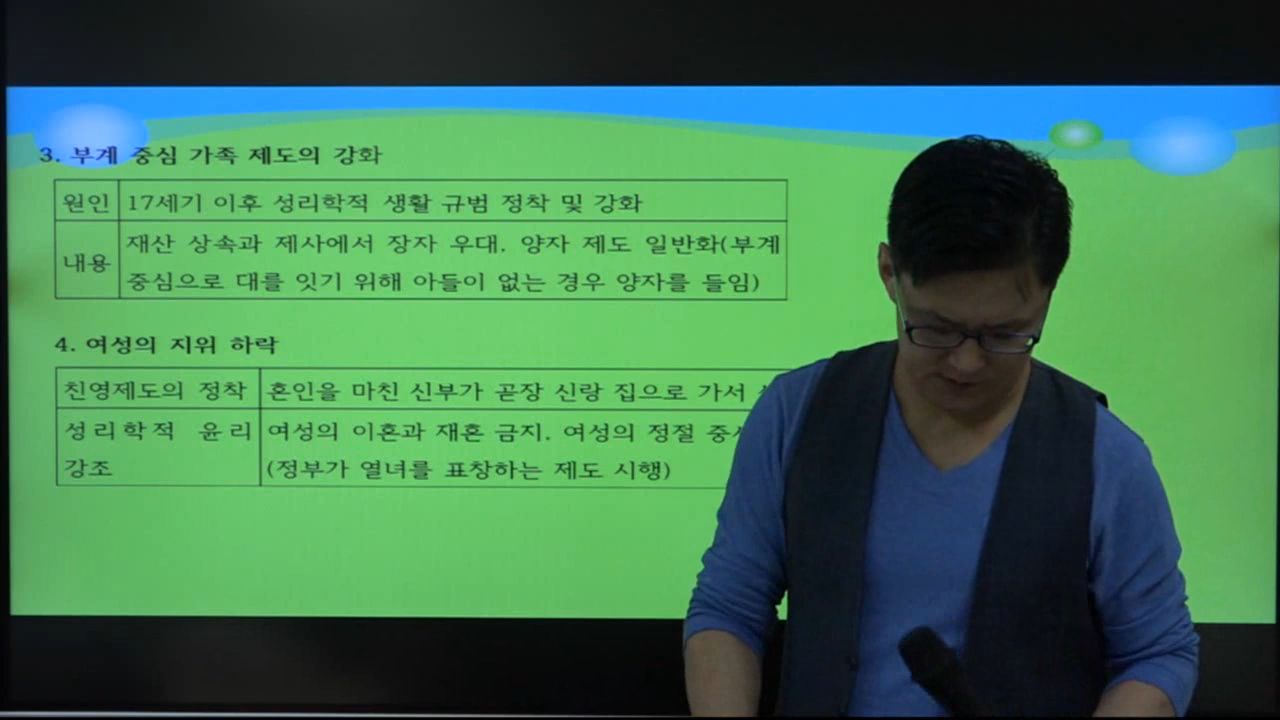 3. 부계 중심 가족 제도의 강화
원인 17세기 이후 성리학적 생활 규범 정착 및 강화
내용 재산 상속과 제사에서 장자 우대, 양자 제도 일반화(부계
중심으로 대를 잇기 위해 아들이 없는 경우 양자를 들임)
4. 여성의 지위 하락
친영제도의 정착 혼인을 마친 신부가 곧장 신랑 집으로 가서
성리학적 윤리 여성의 이혼과 재혼 금지, 여성의 정절
강조 (정부가 열녀를 표창하는 제도 시행)